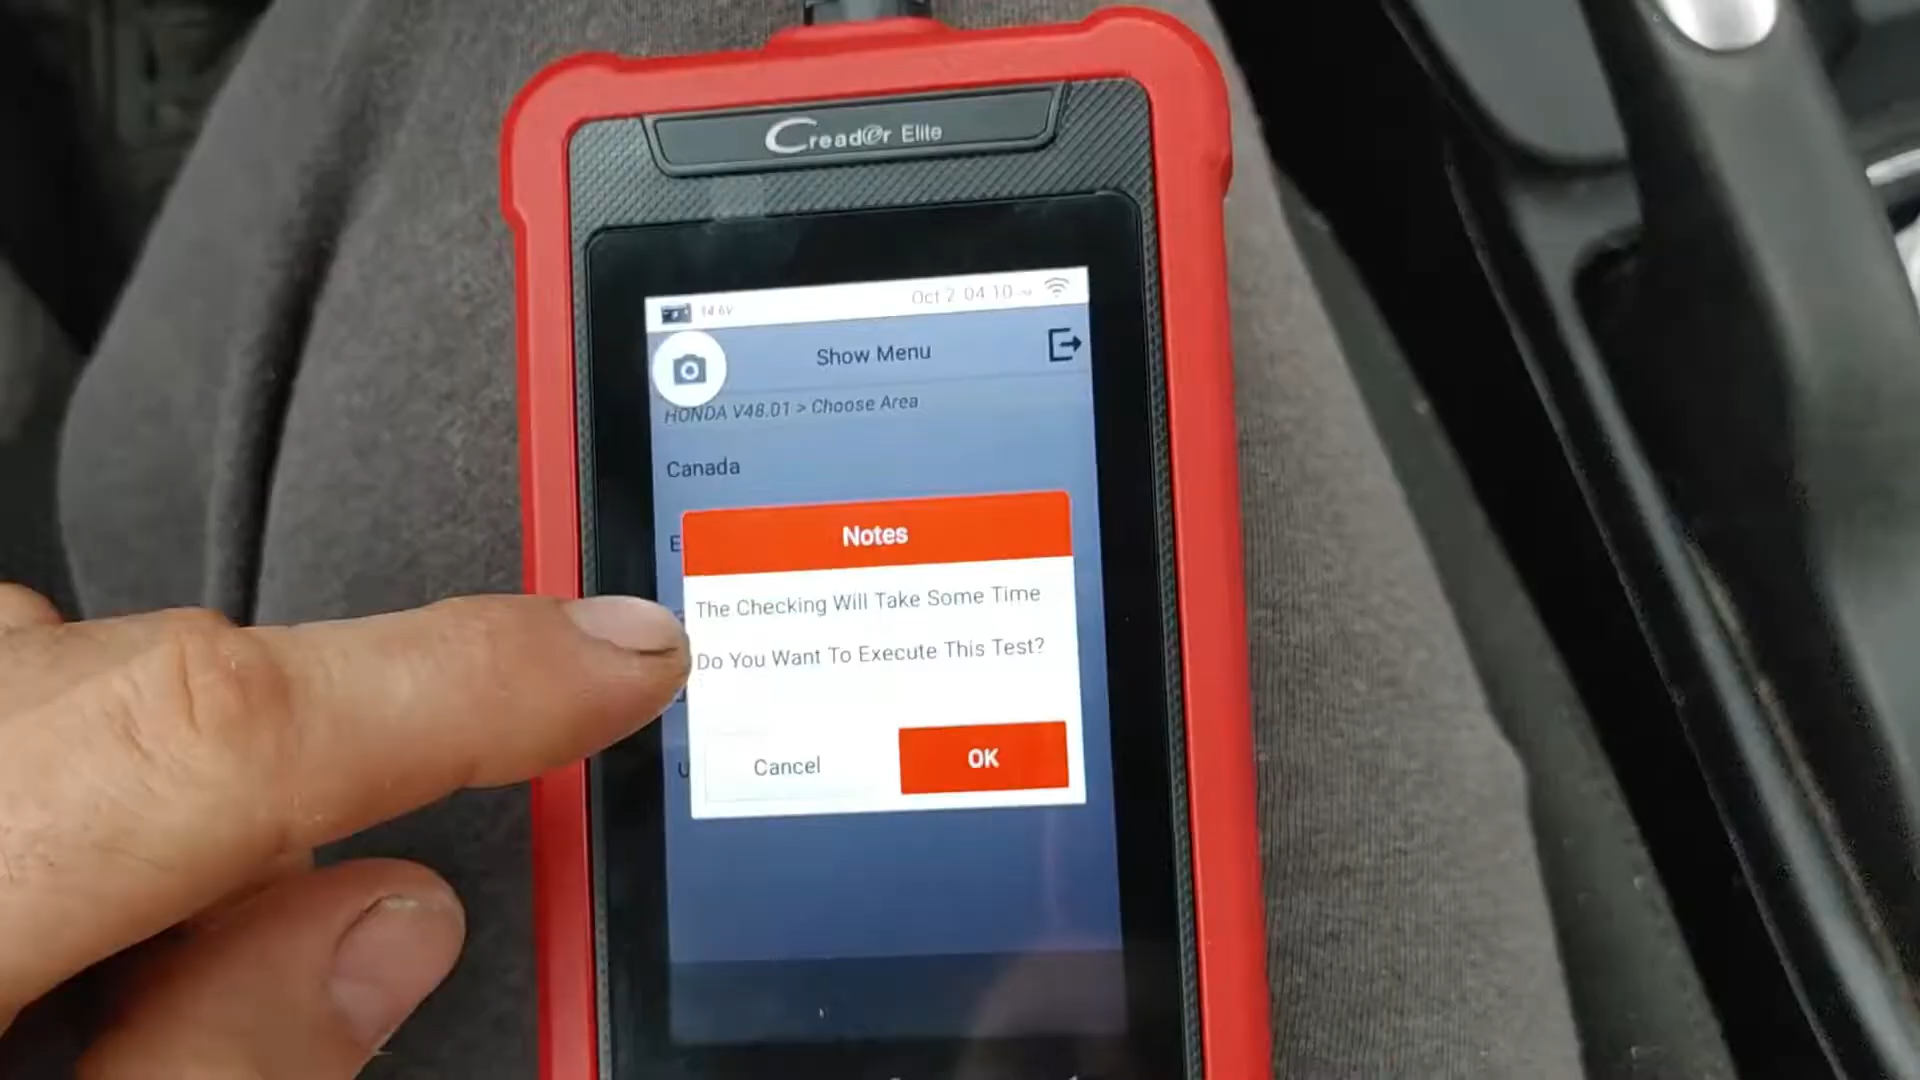 Creader Elite
14.6V Oct 2 04:10
Show Menu
HONDA V48.01 > Choose Area
Canada
E
Notes
The Checking Will Take Some Time
Do You Want To Execute This Test?
U
Cancel OK